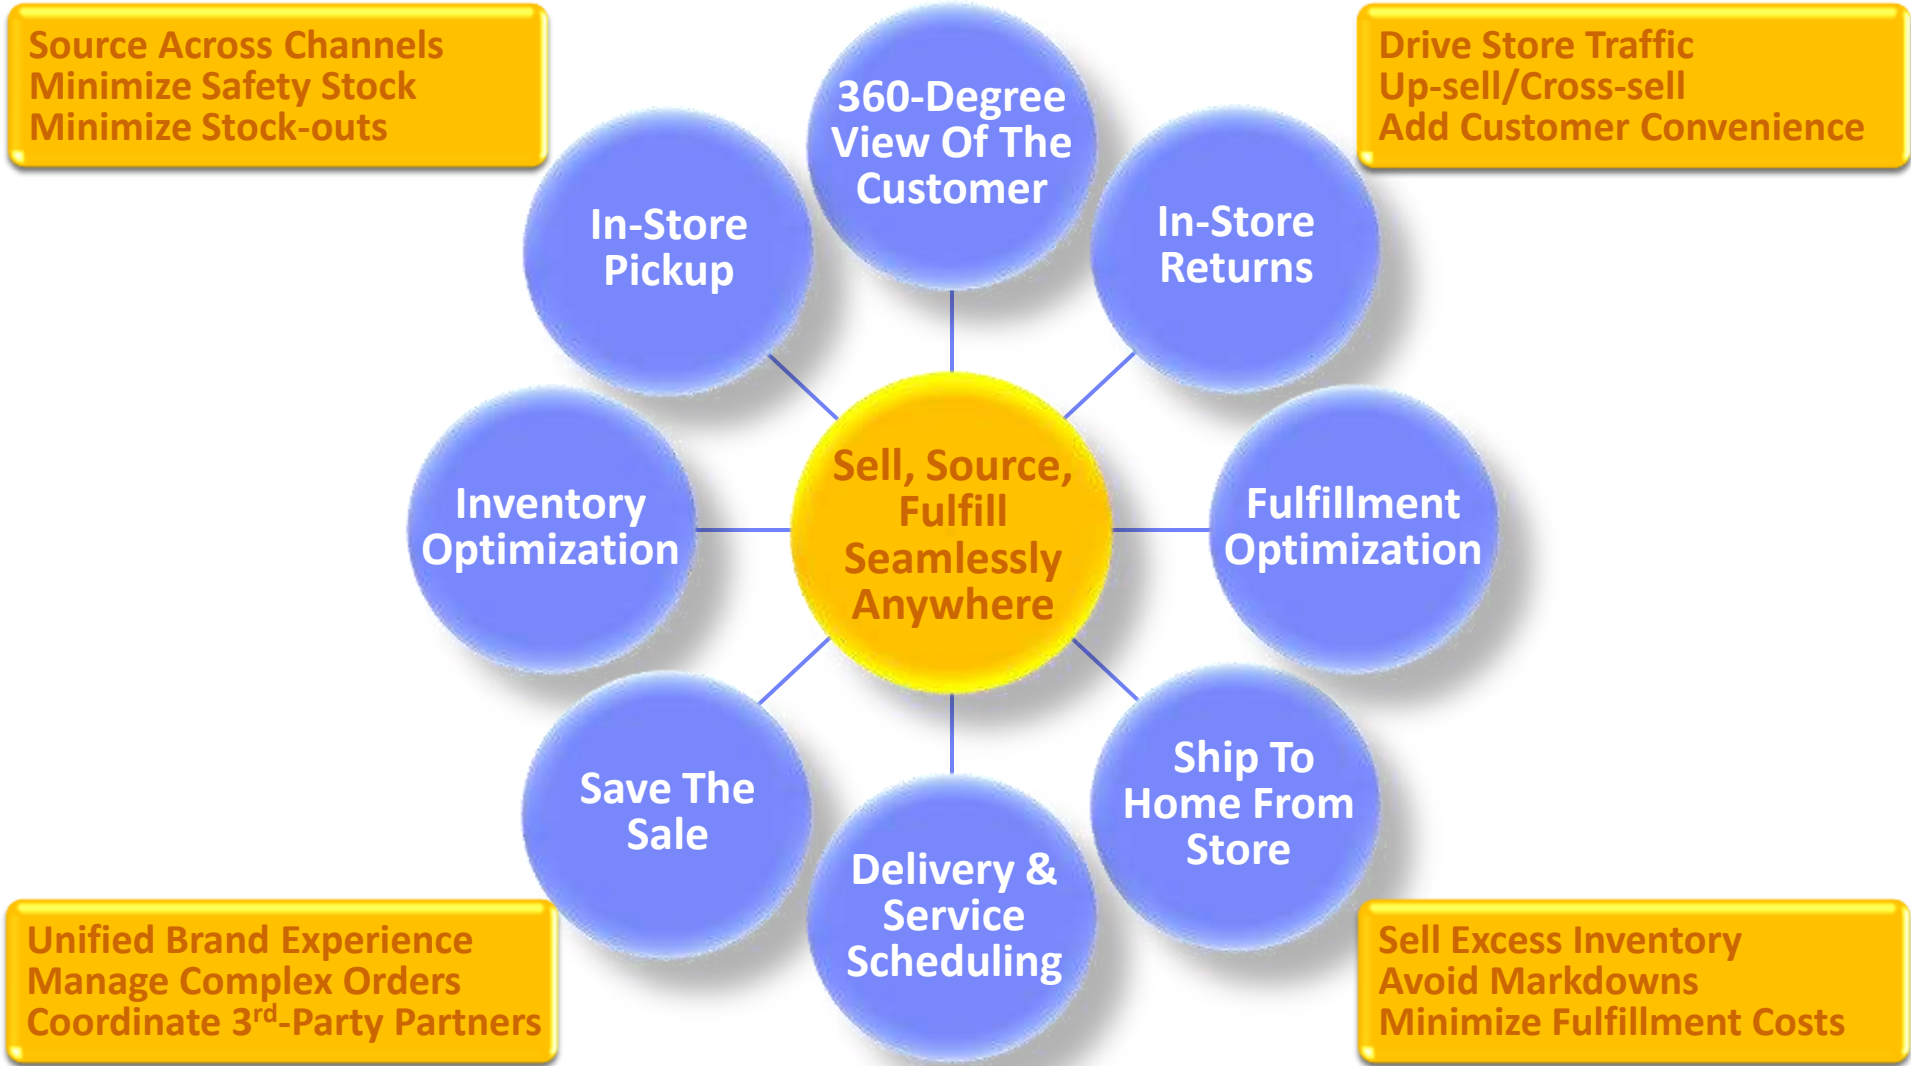 Source Across Channels
Minimize Safety Stock
Minimize Stock-outs
Drive Store Traffic
Up-sell/Cross-sell
Add Customer Convenience
360-Degree
View Of The
Customer
In-Store
Pickup
In-Store
Returns
Inventory
Optimization
Sell, Source,
Fulfill
Seamlessly
Anywhere
Fulfillment
Optimization
Save The
Sale
Delivery &
Service
Scheduling
Ship To
Home From
Store
Unified Brand Experience
Manage Complex Orders
Coordinate 3rd-Party Partners
Sell Excess Inventory
Avoid Markdowns
Minimize Fulfillment Costs